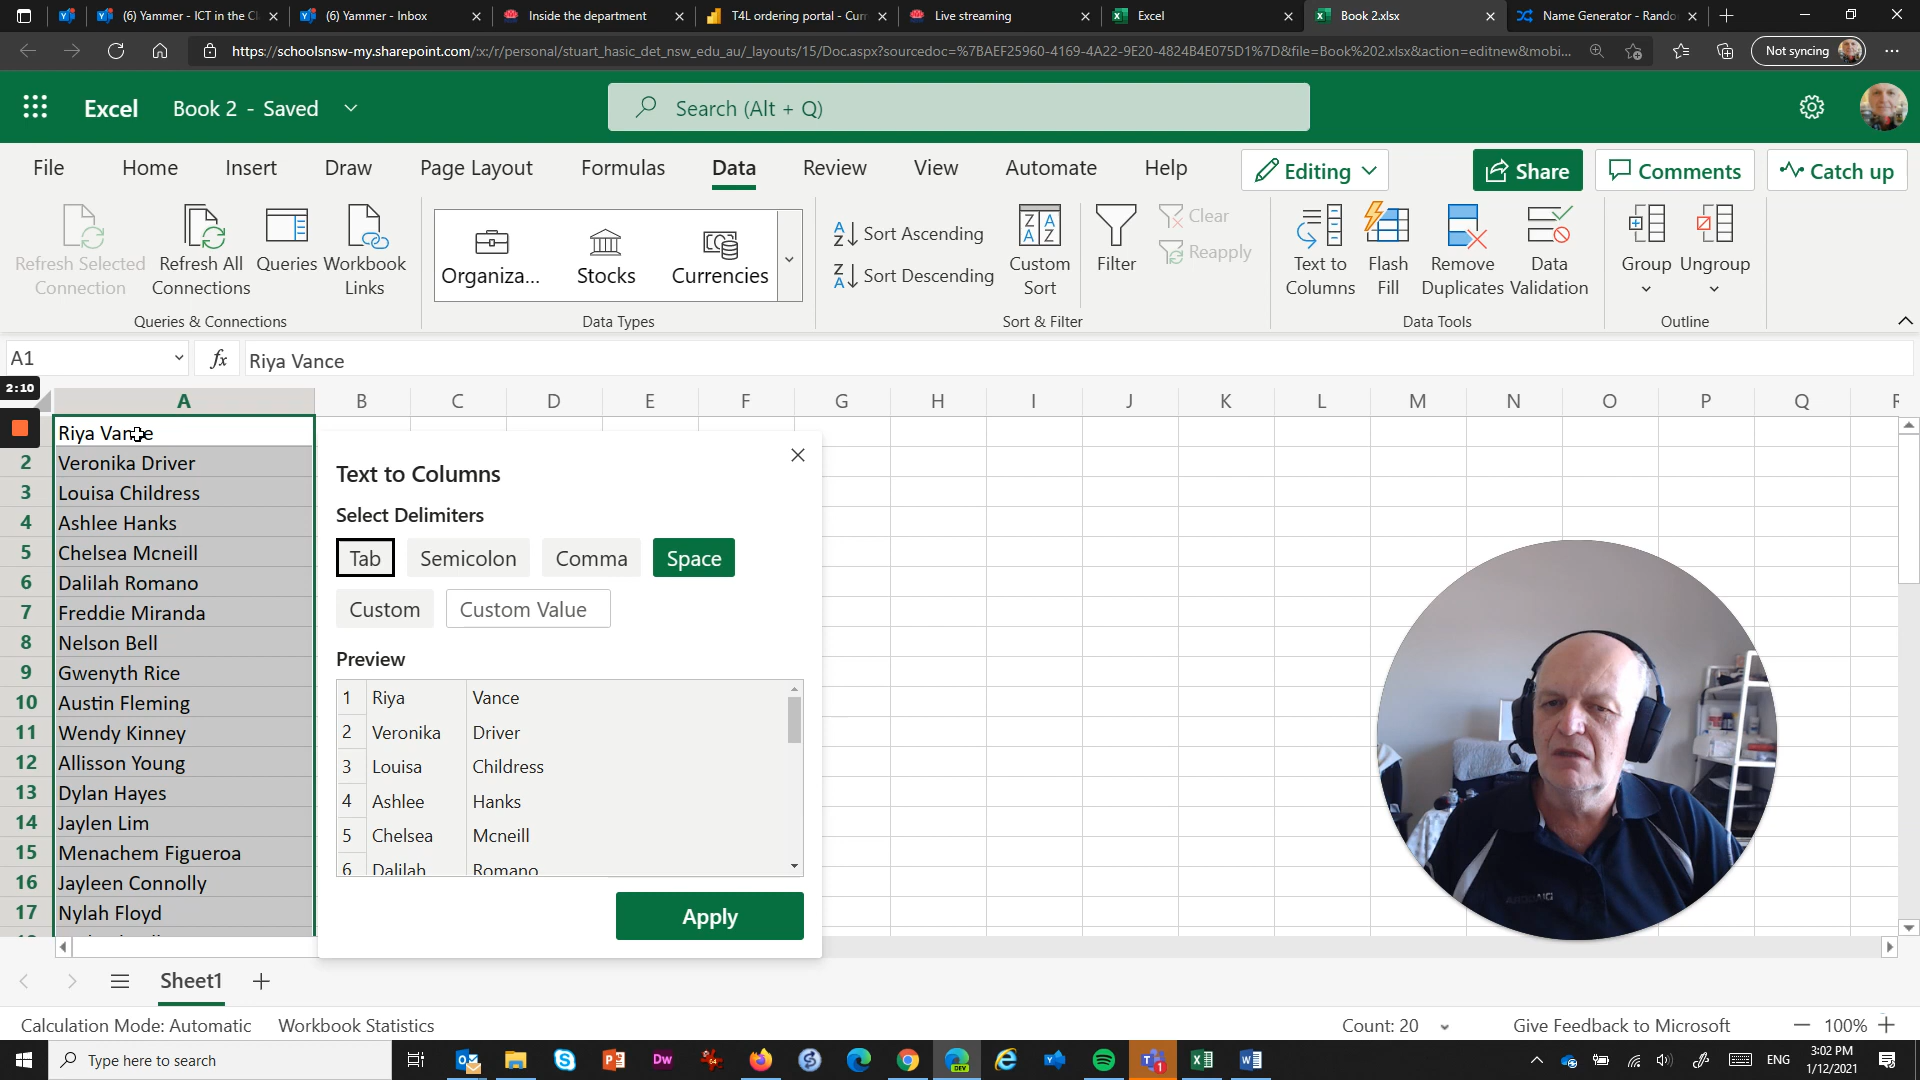 (6) Yammer - ICT in the Cl
(6) Yammer - Inbox
Inside the department
T4L ordering portal - Curr
Live streaming
Excel
Book 2.xlsx
Name Generator - Rando
https://schoolsnsw-my.sharepoint.com/:x:/r/personal/stuart_hasic_det_nsw_edu_au/_layouts/15/Doc.aspx?sourcedoc=%7BAEF25960-4169-4A22-9E20-4824B4E075D1%7D&file=Book%202.xlsx&action=editnew&mobi...
Not syncing
Excel
Book 2 - Saved
Search (Alt + Q)
File
Home
Insert
Draw
Page Layout
Formulas
Data
Review
View
Automate
Help
Editing
Share
Comments
Catch up
Refresh Selected Connection
Refresh All Connections
Queries
Workbook Links
Organiza...
Stocks
Currencies
Sort Ascending
Sort Descending
Custom Sort
Filter
Clear
Reapply
Text to Columns
Flash Fill
Remove Duplicates
Data Validation
Group
Ungroup
Queries & Connections
Data Types
Sort & Filter
Data Tools
Outline
A1
fx
Riya Vance
2:10
A B C D E F G H I J K L M N O P Q
Riya Vance
2 Veronika Driver
3 Louisa Childress
4 Ashlee Hanks
5 Chelsea Mcneill
6 Dalilah Romano
7 Freddie Miranda
8 Nelson Bell
9 Gwenyth Rice
10 Austin Fleming
11 Wendy Kinney
12 Allisson Young
13 Dylan Hayes
14 Jaylen Lim
15 Menachem Figueroa
16 Jayleen Connolly
17 Nylah Floyd
Text to Columns
Select Delimiters
Tab
Semicolon
Comma
Space
Custom
Custom Value
Preview
1 Riya Vance
2 Veronika Driver
3 Louisa Childress
4 Ashlee Hanks
5 Chelsea Mcneill
6 Dalilah Romano
Apply
Sheet1
Calculation Mode: Automatic
Workbook Statistics
Count: 20
Give Feedback to Microsoft
100%
Type here to search
ENG
3:02 PM
1/12/2021